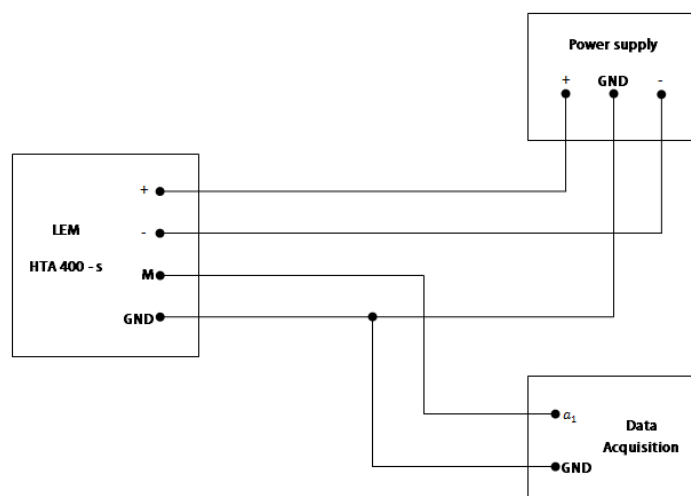 Power supply
+ GND -
+
LEM
-
HTA 400 - s
M
GND
a₁
Data
Acquisition
GND